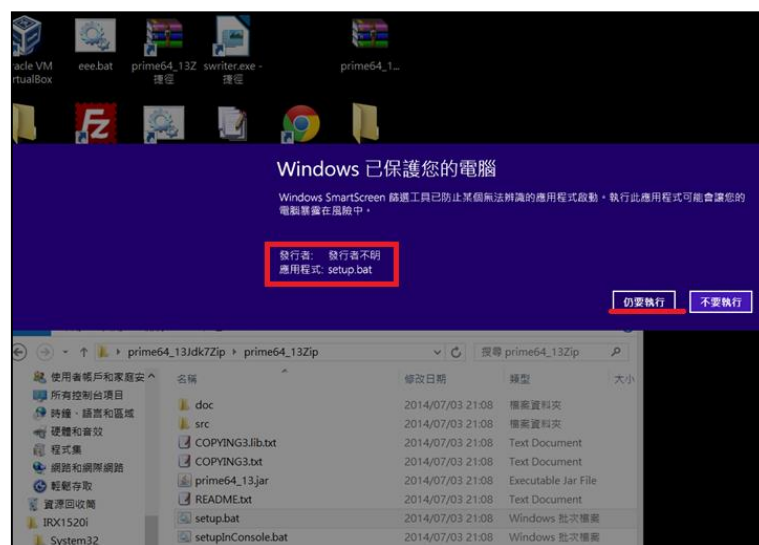 acle VM
rtualBox
eee.bat
prime64_13Z
捷徑
swriter.exe -
捷徑
prime64_1...
Windows 已保護您的電腦
Windows SmartScreen 篩選工具已防止某個無法辨識的應用程式啟動。執行此應用程式可能會讓您的
電腦暴露在風險中。
發行者: 發行者不明
應用程式: setup.bat
仍要執行 不要執行
prime64_13Jdk7Zip ▸ prime64_13Zip
搜尋 prime64_13Zip
使用者帳戶和家庭安
所有控制台項目
時鐘、語言和區域
硬體和音效
程式集
網路和網際網路
輕鬆存取
資源回收筒
IRX1520i
System32
名稱 修改日期 類型 大小
doc 2014/07/03 21:08 檔案資料夾
src 2014/07/03 21:08 檔案資料夾
COPYING3.lib.txt 2014/07/03 21:08 Text Document
COPYING3.txt 2014/07/03 21:08 Text Document
prime64_13.jar 2014/07/03 21:08 Executable Jar File
README.txt 2014/07/03 21:08 Text Document
setup.bat 2014/07/03 21:08 Windows 批次檔案
setupInConsole.bat 2014/07/03 21:08 Windows 批次檔案